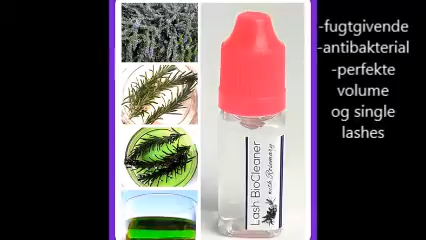 -fugtgivende
-antibakterial
-perfekte
volume
og single
lashes
Lash BioCleaner
with Rosemary